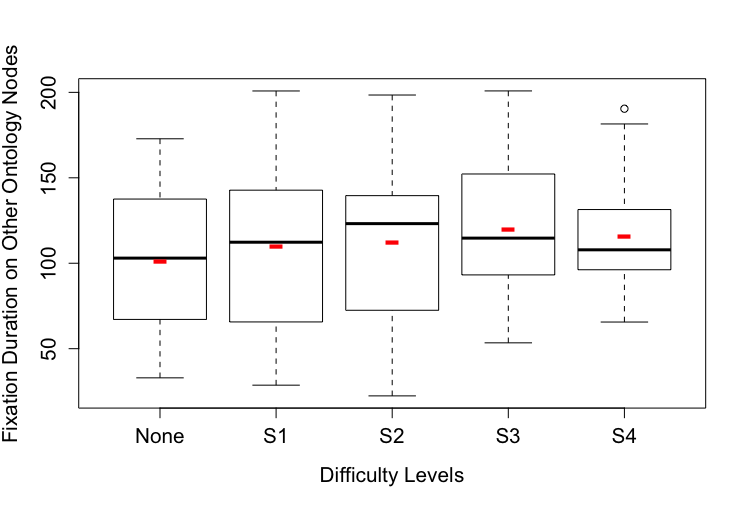 Fixation Duration on Other Ontology Nodes
200
150
100
50
None S1 S2 S3 S4
Difficulty Levels